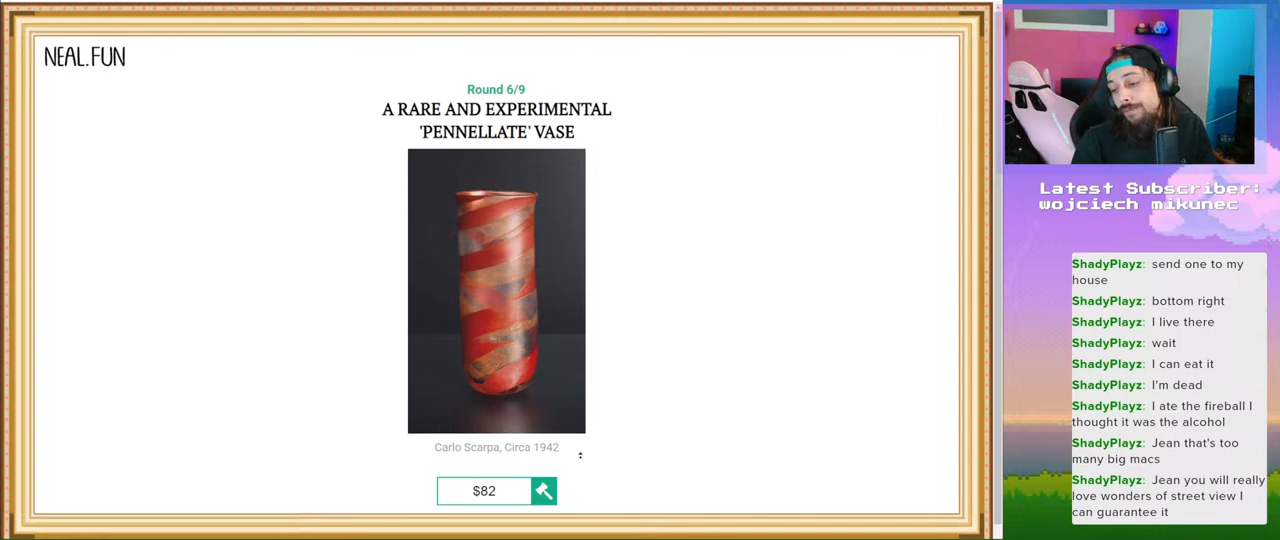 NEAL.FUN
Round 6/9
A RARE AND EXPERIMENTAL
'PENNELLATE' VASE
Carlo Scarpa, Circa 1942
$82
Latest Subscriber:
wojciech mikunec
ShadyPlayz: send one to my
house
ShadyPlayz: bottom right
ShadyPlayz: I live there
ShadyPlayz: wait
ShadyPlayz: I can eat it
ShadyPlayz: I'm dead
ShadyPlayz: I ate the fireball I
thought it was the alcohol
ShadyPlayz: Jean that's too
many big macs
ShadyPlayz: Jean you will really
love wonders of street view I
can guarantee it